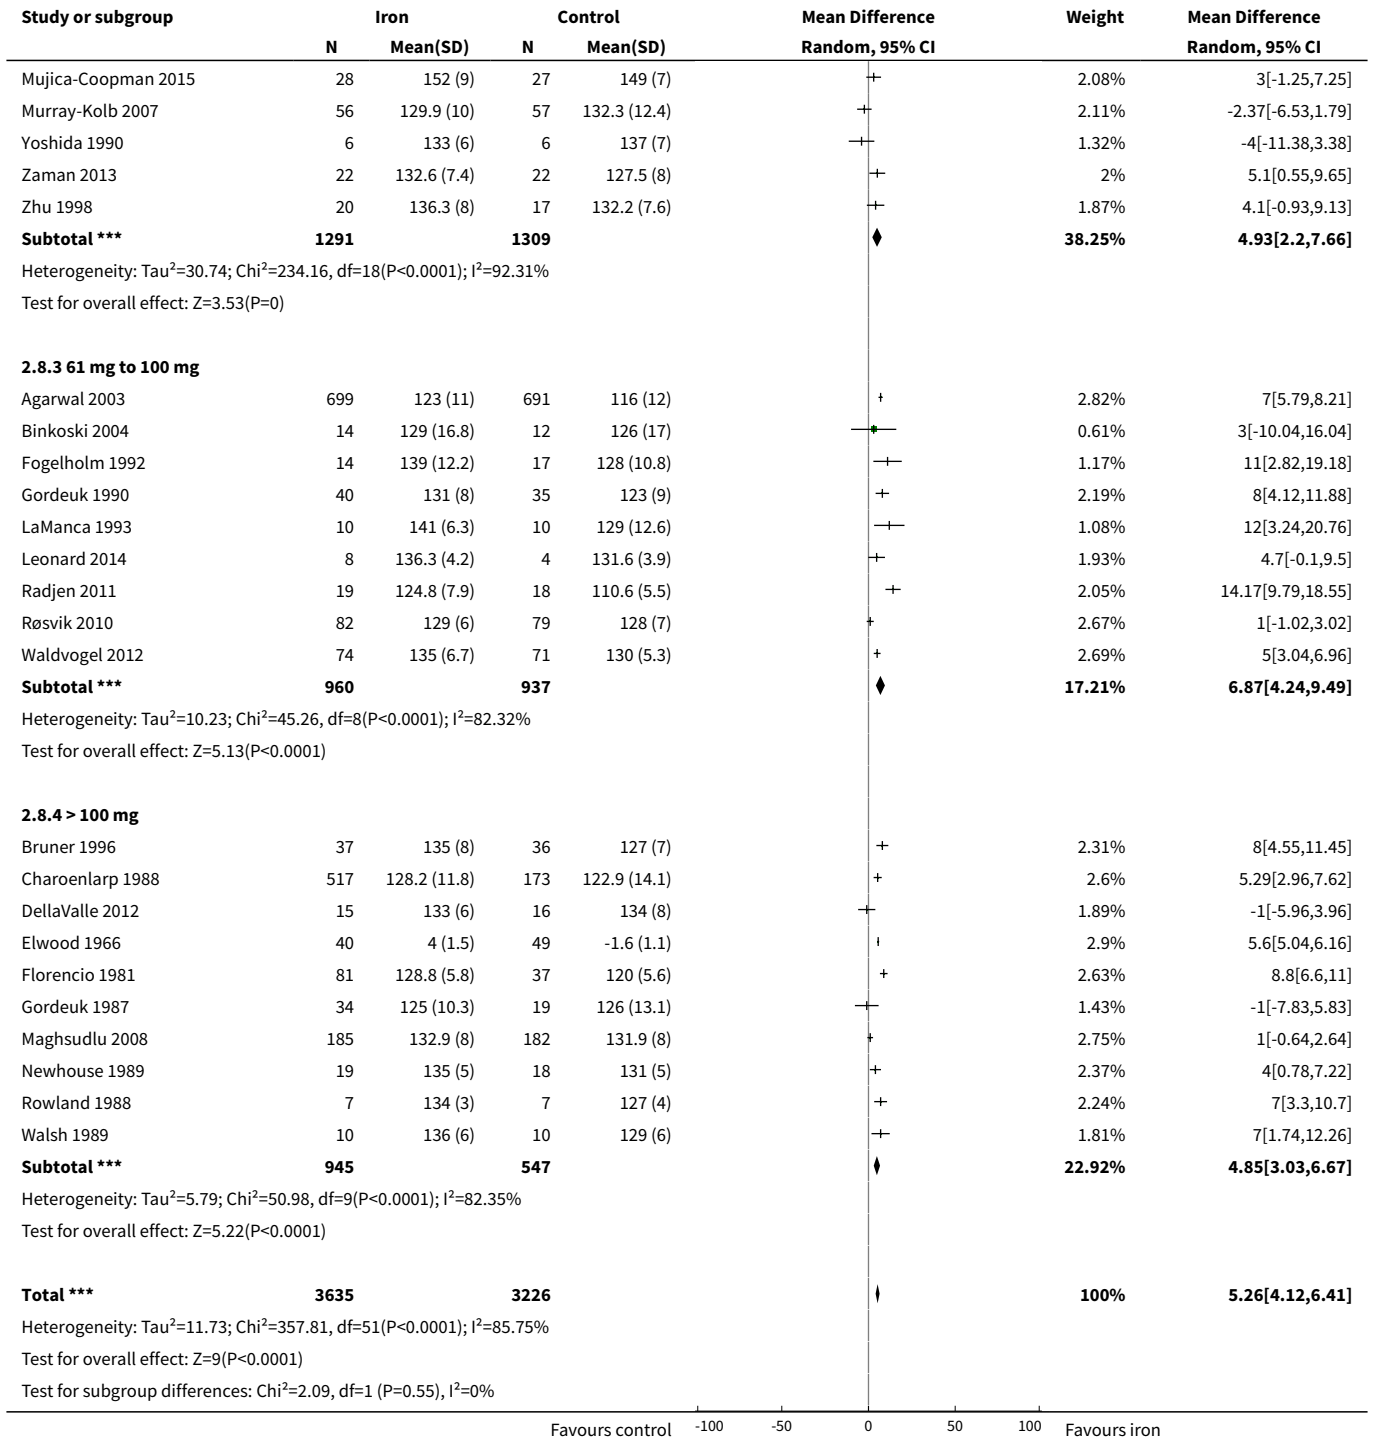 Study or subgroup Iron Control Mean Difference Weight Mean Difference
N Mean(SD) N Mean(SD) Random, 95% CI Random, 95% CI
Mujica-Coopman 2015 28 152 (9) 27 149 (7) 2.08% 3[-1.25,7.25]
Murray-Kolb 2007 56 129.9 (10) 57 132.3 (12.4) 2.11% -2.37[-6.53,1.79]
Yoshida 1990 6 133 (6) 6 137 (7) 1.32% -4[-11.38,3.38]
Zaman 2013 22 132.6 (7.4) 22 127.5 (8) 2% 5.1[0.55,9.65]
Zhu 1998 20 136.3 (8) 17 132.2 (7.6) 1.87% 4.1[-0.93,9.13]
Subtotal *** 1291 1309 38.25% 4.93[2.2,7.66]
Heterogeneity: Tau²=30.74; Chi²=234.16, df=18(P<0.0001); I²=92.31%
Test for overall effect: Z=3.53(P=0)
2.8.3 61 mg to 100 mg
Agarwal 2003 699 123 (11) 691 116 (12) 2.82% 7[5.79,8.21]
Binkoski 2004 14 129 (16.8) 12 126 (17) 0.61% 3[-10.04,16.04]
Fogelholm 1992 14 139 (12.2) 17 128 (10.8) 1.17% 11[2.82,19.18]
Gordeuk 1990 40 131 (8) 35 123 (9) 2.19% 8[4.12,11.88]
LaManca 1993 10 141 (6.3) 10 129 (12.6) 1.08% 12[3.24,20.76]
Leonard 2014 8 136.3 (4.2) 4 131.6 (3.9) 1.93% 4.7[-0.1,9.5]
Radjen 2011 19 124.8 (7.9) 18 110.6 (5.5) 2.05% 14.17[9.79,18.55]
Røsvik 2010 82 129 (6) 79 128 (7) 2.67% 1[-1.02,3.02]
Waldvogel 2012 74 135 (6.7) 71 130 (5.3) 2.69% 5[3.04,6.96]
Subtotal *** 960 937 17.21% 6.87[4.24,9.49]
Heterogeneity: Tau²=10.23; Chi²=45.26, df=8(P<0.0001); I²=82.32%
Test for overall effect: Z=5.13(P<0.0001)
2.8.4 > 100 mg
Bruner 1996 37 135 (8) 36 127 (7) 2.31% 8[4.55,11.45]
Charoenlarp 1988 517 128.2 (11.8) 173 122.9 (14.1) 2.6% 5.29[2.96,7.62]
DellaValle 2012 15 133 (6) 16 134 (8) 1.89% -1[-5.96,3.96]
Elwood 1966 40 4 (1.5) 49 -1.6 (1.1) 2.9% 5.6[5.04,6.16]
Florencio 1981 81 128.8 (5.8) 37 120 (5.6) 2.63% 8.8[6.6,11]
Gordeuk 1987 34 125 (10.3) 19 126 (13.1) 1.43% -1[-7.83,5.83]
Maghsudlu 2008 185 132.9 (8) 182 131.9 (8) 2.75% 1[-0.64,2.64]
Newhouse 1989 19 135 (5) 18 131 (5) 2.37% 4[0.78,7.22]
Rowland 1988 7 134 (3) 7 127 (4) 2.24% 7[3.3,10.7]
Walsh 1989 10 136 (6) 10 129 (6) 1.81% 7[1.74,12.26]
Subtotal *** 945 547 22.92% 4.85[3.03,6.67]
Heterogeneity: Tau²=5.79; Chi²=50.98, df=9(P<0.0001); I²=82.35%
Test for overall effect: Z=5.22(P<0.0001)
Total *** 3635 3226 100% 5.26[4.12,6.41]
Heterogeneity: Tau²=11.73; Chi²=357.81, df=51(P<0.0001); I²=85.75%
Test for overall effect: Z=9(P<0.0001)
Test for subgroup differences: Chi²=2.09, df=1 (P=0.55), I²=0%
Favours control -100 -50 0 50 100 Favours iron